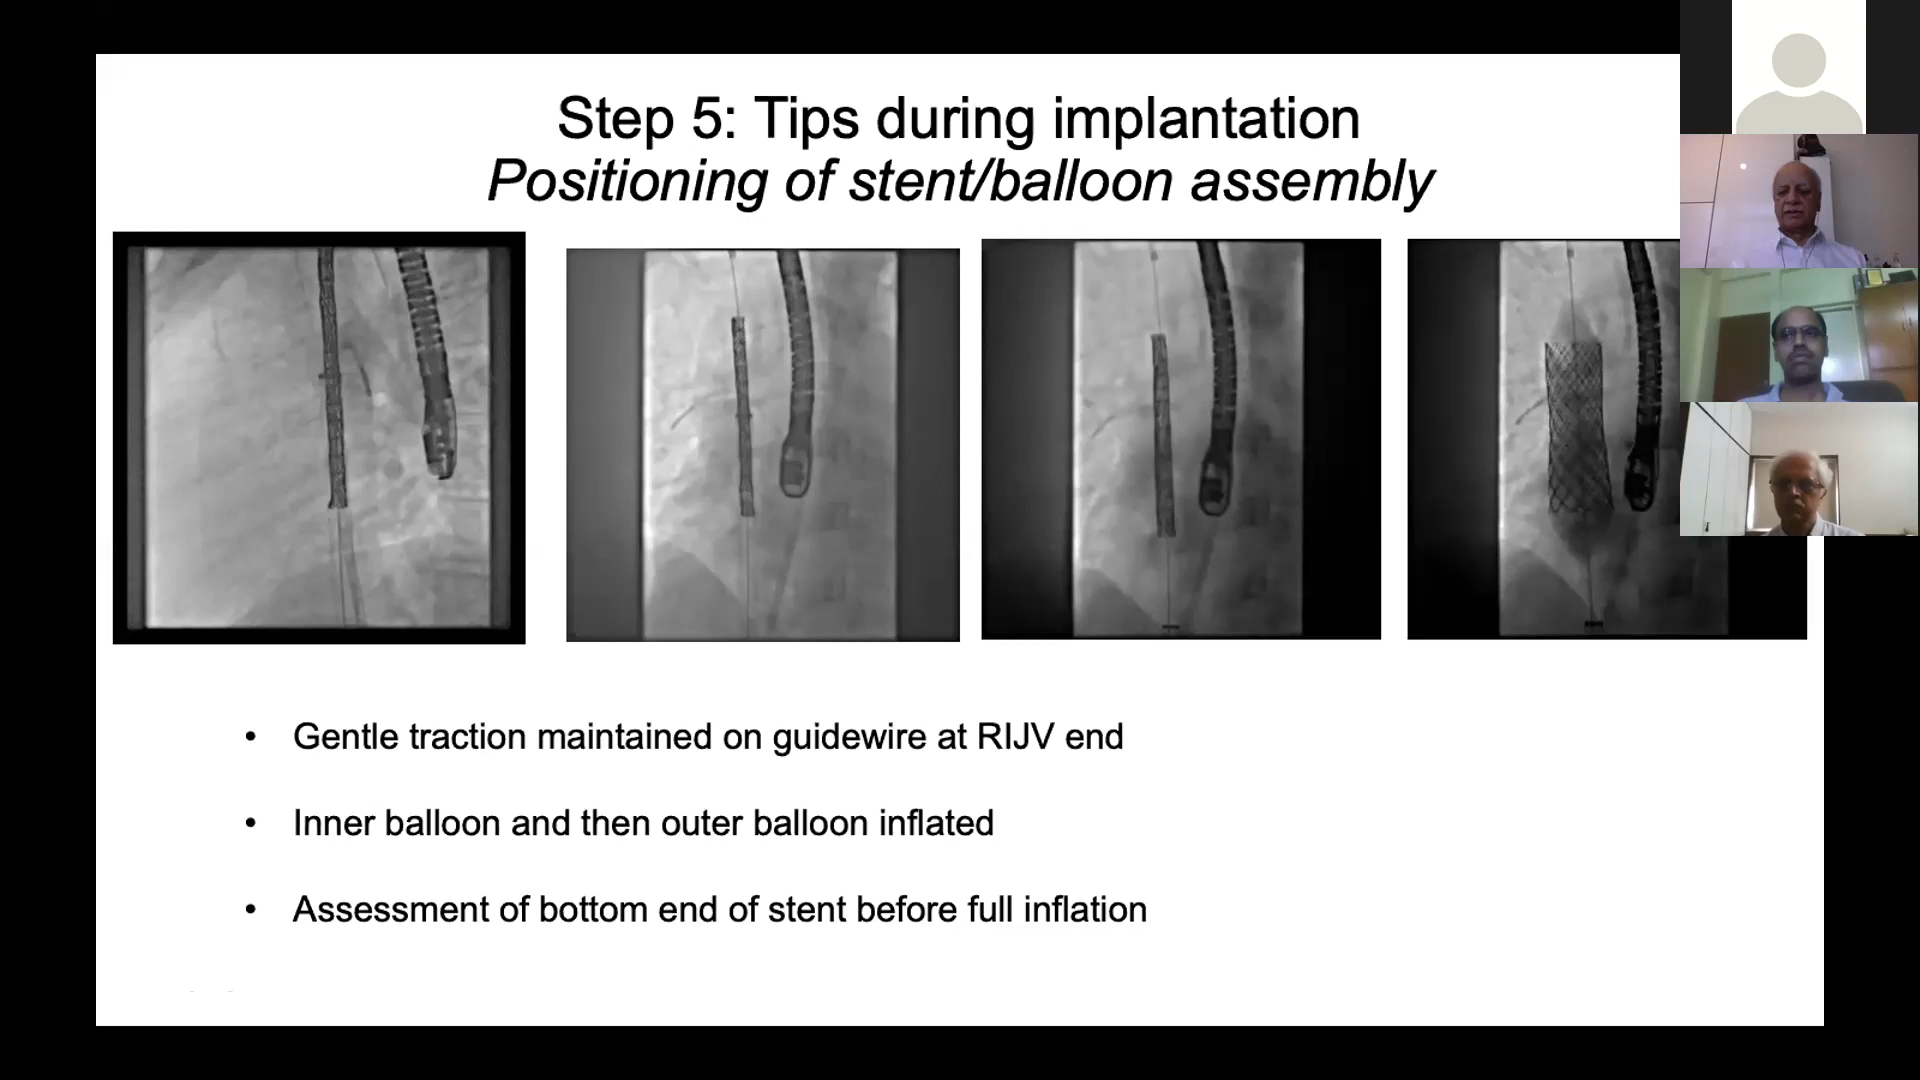 Step 5: Tips during implantation
Positioning of stent/balloon assembly
• Gentle traction maintained on guidewire at RIJV end
• Inner balloon and then outer balloon inflated
• Assessment of bottom end of stent before full inflation